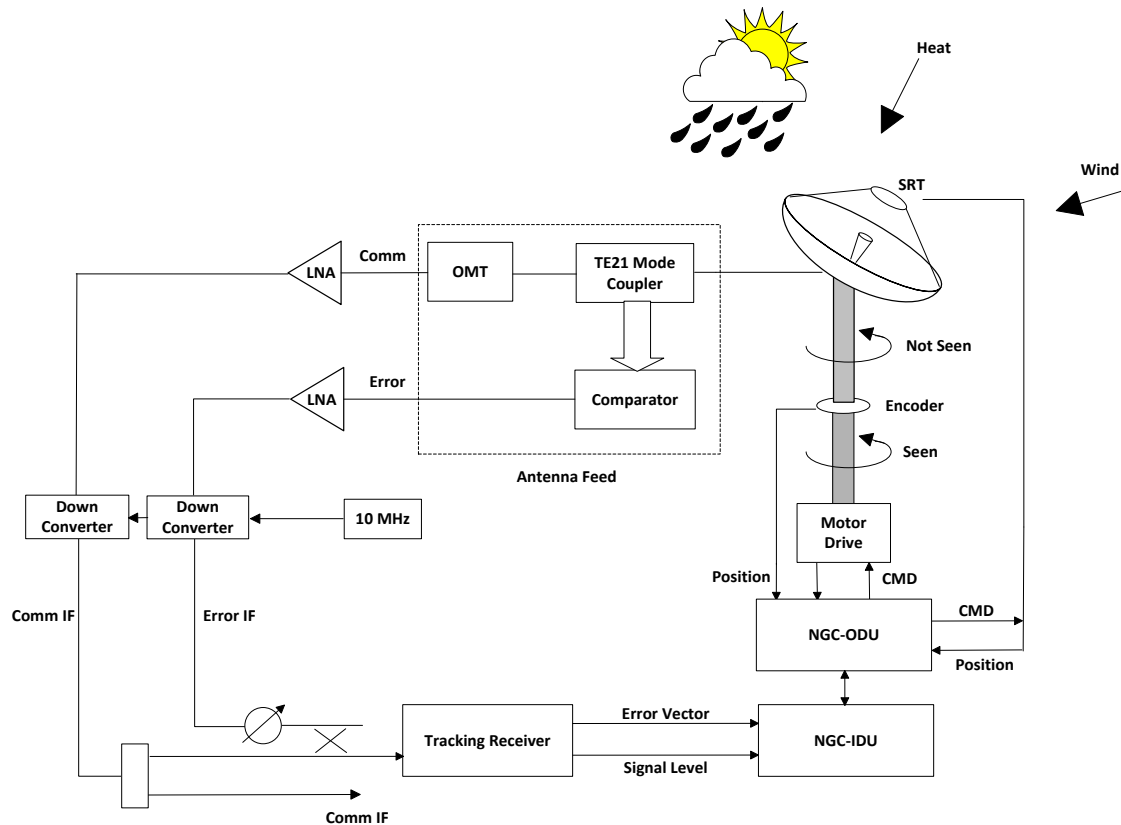 Heat
Wind
SRT
Comm
LNA
OMT
TE21 Mode
Coupler
Not Seen
Error
LNA
Comparator
Encoder
Seen
Antenna Feed
Down
Converter
Down
Converter
10 MHz
Motor
Drive
Position
CMD
Comm IF
Error IF
NGC-ODU
CMD
Position
Tracking Receiver
Error Vector
Signal Level
NGC-IDU
Comm IF